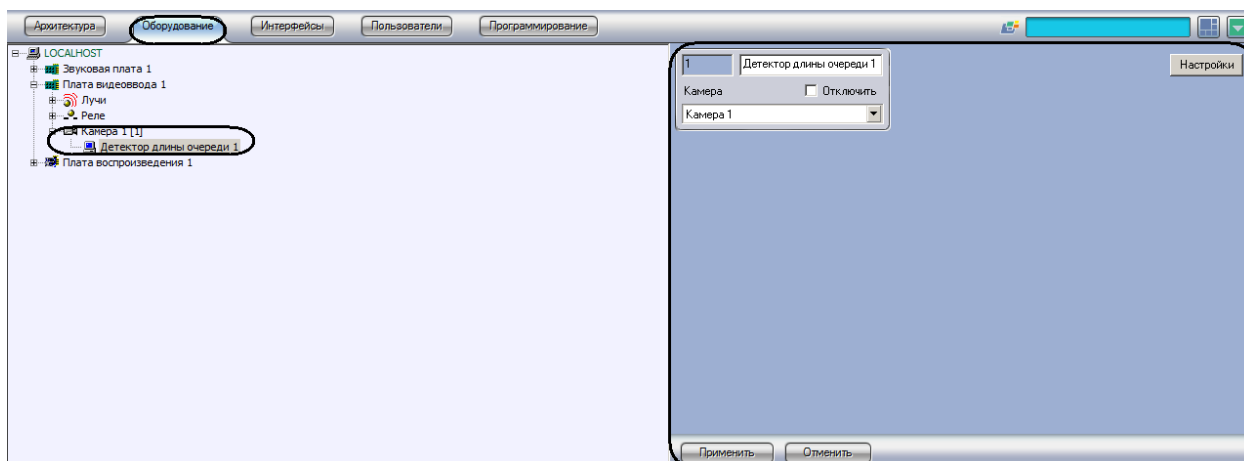 Архитектура Оборудование Интерфейсы Пользователи Программирование
LOCALHOST
Звуковая плата 1
Плата видеоввода 1
Лучи
Реле
Камера 1 [1]
Детектор длины очереди 1
Плата воспроизведения 1
1 Детектор длины очереди 1 Настройки
Камера Отключить
Камера 1
Применить Отменить